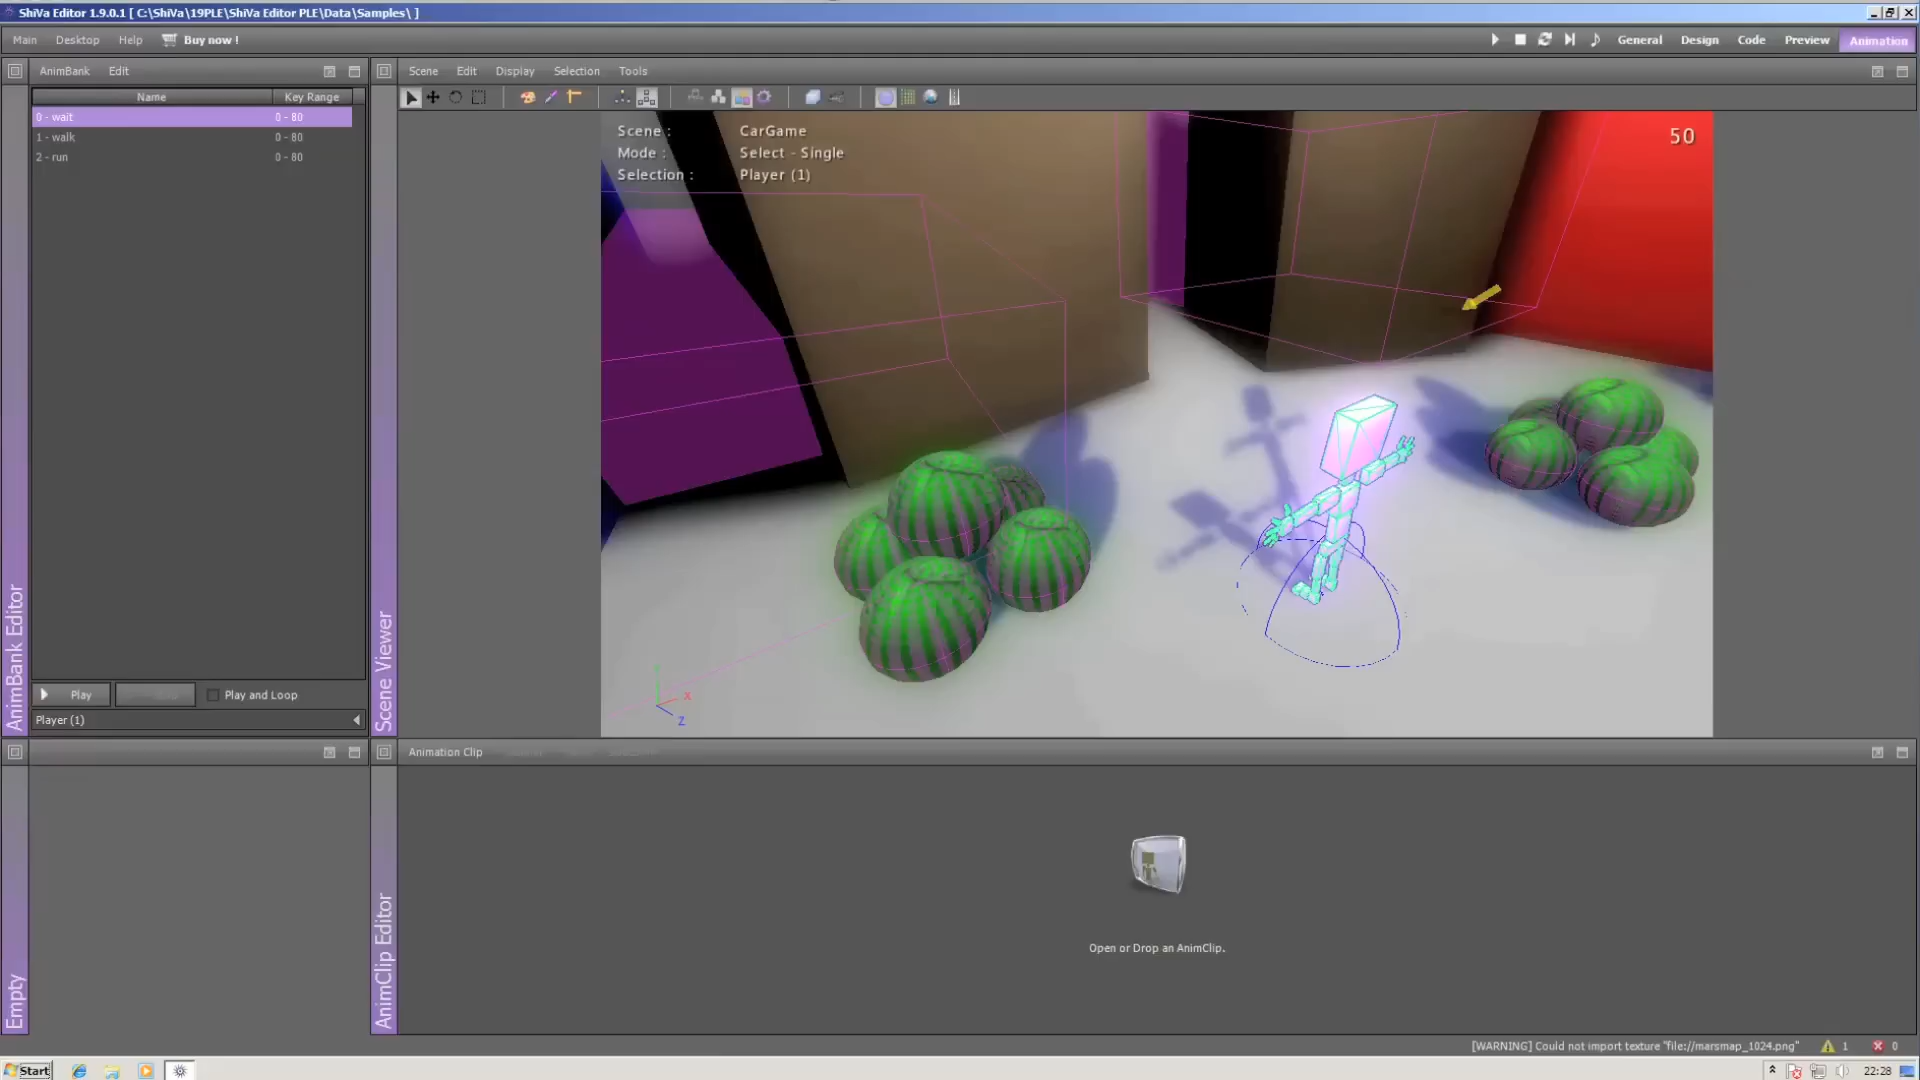 ShiVa Editor 1.9.0.1 [ C:\ShiVa\19PLE\ShiVa Editor PLE\Data\Samples\ ]
Main Desktop Help Buy now ! General Design Code Preview Animation
AnimBank Edit
Scene Edit Display Selection Tools
Name Key Range
0 - wait 0 - 80
1 - walk 0 - 80
2 - run 0 - 80
Scene : CarGame
Mode : Select - Single
Selection : Player (1)
50
X
Z
AnimBank Editor
Scene Viewer
Play Play and Loop
Player (1)
Animation Clip
Open or Drop an AnimClip.
Empty
AnimClip Editor
[WARNING] Could not import texture "file://marsmap_1024.png" 1 0
Start 22:28